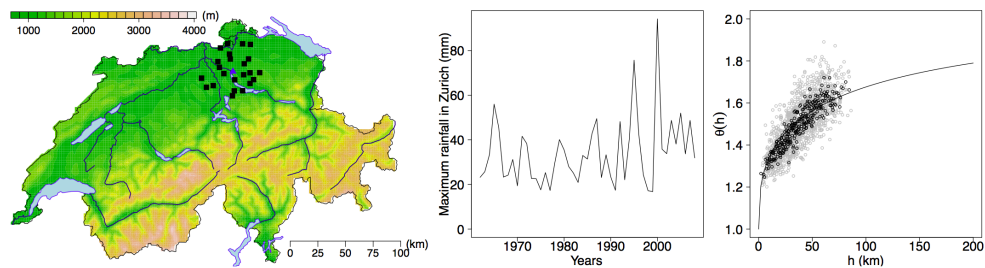 (m)
1000 2000 3000 4000
0 25 50 75 100 (km)
Maximum rainfall in Zurich (mm)
80
60
40
20
0
1970 1980 1990 2000
Years
θ(h)
2.0
1.8
1.6
1.4
1.2
1.0
0 50 100 150 200
h (km)